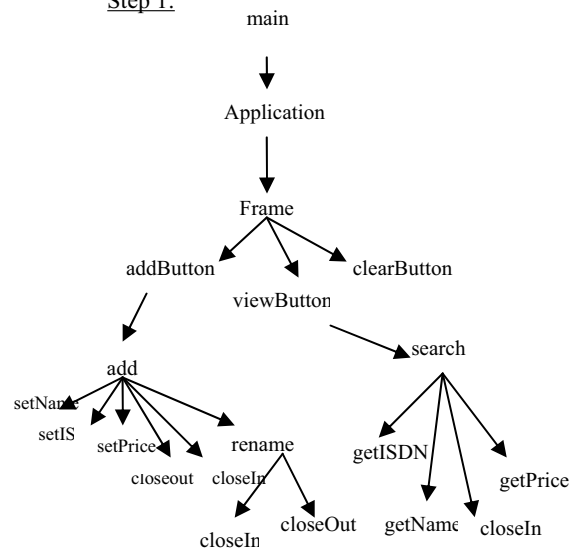 Step 1:
main
Application
Frame
addButton
clearButton
viewButton
search
add
setName
setIS
setPrice
rename
getISDN
closeout
closeIn
getPrice
closeIn
closeOut
getName
closeIn